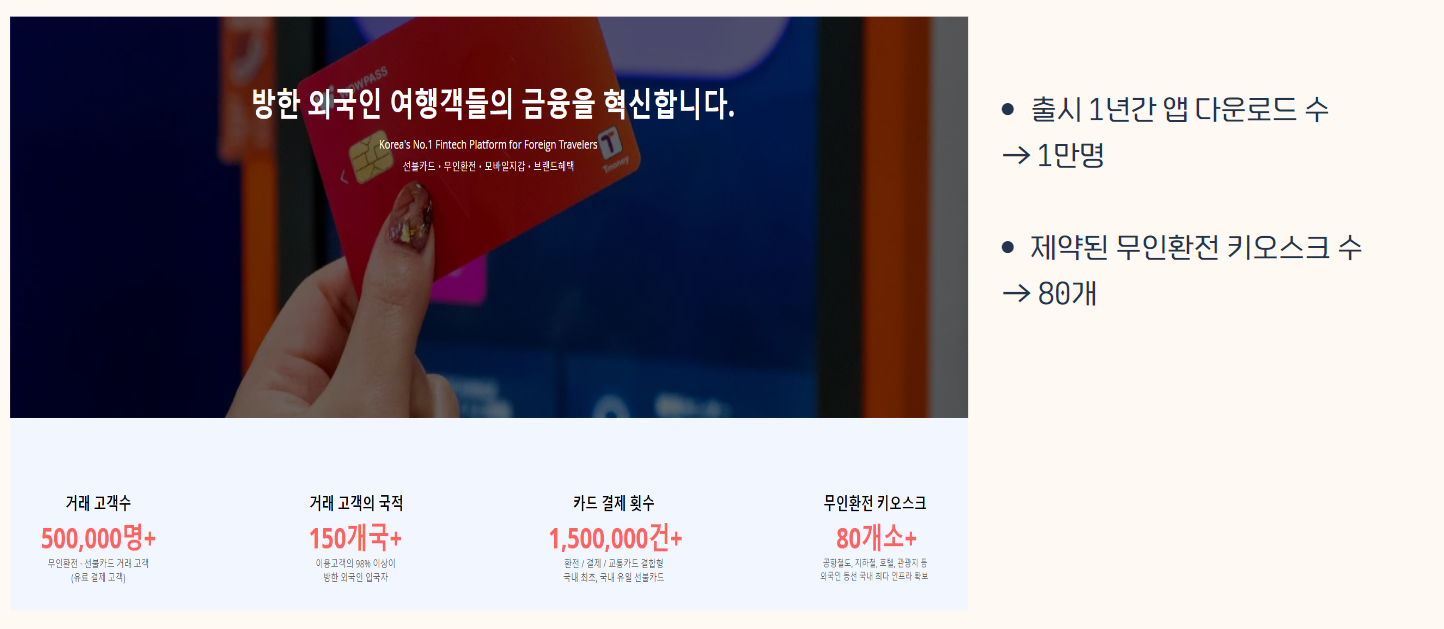 WOWPASS
방한 외국인 여행객들의 금융을 혁신합니다.
Korea's No.1 Fintech Platform for Foreign Travelers
선불카드 · 무인환전 · 모바일지갑 · 브랜드혜택
T
Tmoney
거래 고객수
500,000명+
무인환전 · 선불카드 거래 고객
(유료 결제 고객)
거래 고객의 국적
150개국+
이용고객의 98% 이상이
방한 외국인 입국자
카드 결제 횟수
1,500,000건+
환전 / 결제 / 교통카드 결합형
국내 최초, 국내 유일 선불카드
무인환전 키오스크
80개소+
공항철도, 지하철, 호텔, 관광지 등
외국인 동선 국내 최다 인프라 확보
• 출시 1년간 앱 다운로드 수
→ 1만명
• 제약된 무인환전 키오스크 수
→ 80개